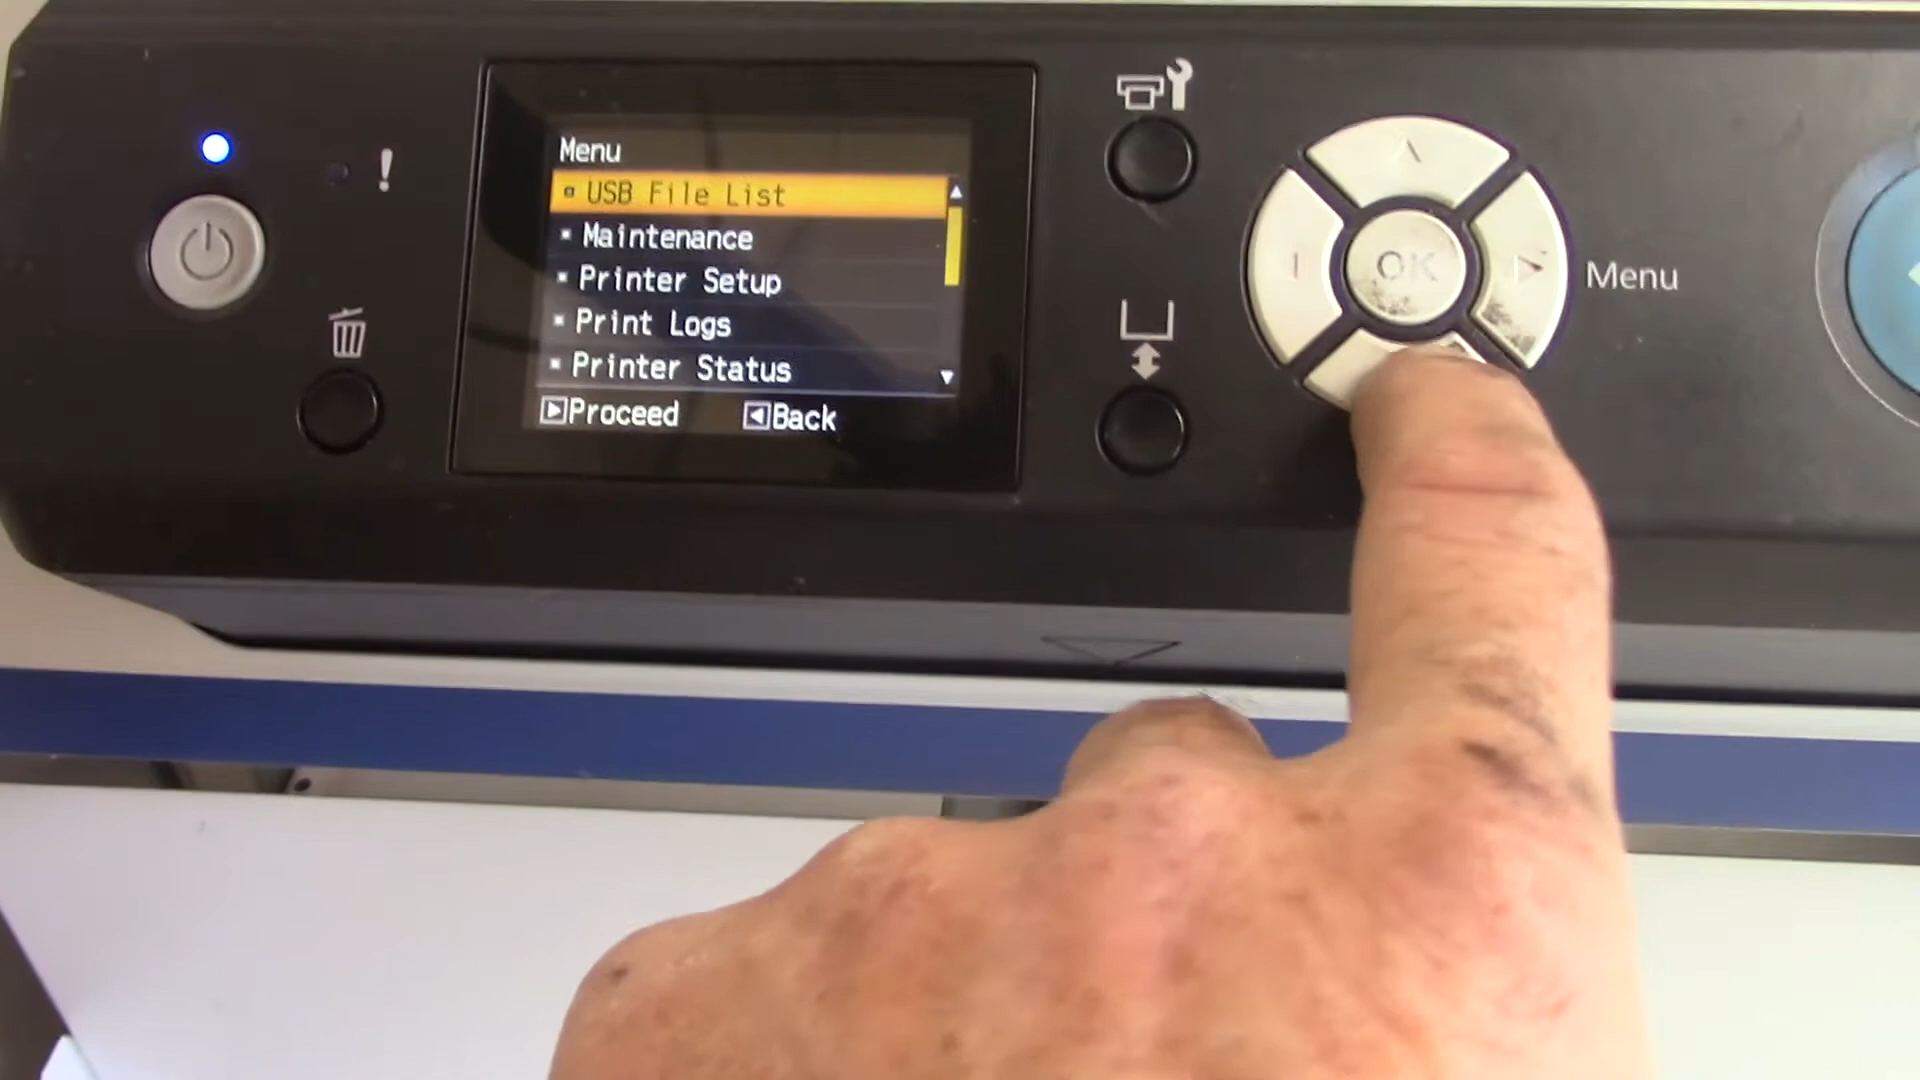 Menu
USB File List
Maintenance
Printer Setup
Print Logs
Printer Status
Proceed Back
!
OK
Menu